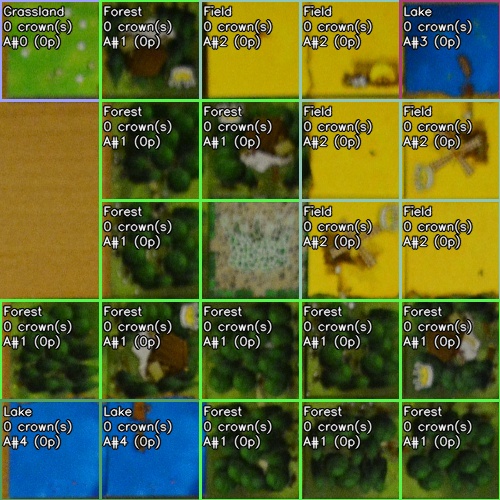 Grassland
0 crown(s)
A#0 (0p)
Forest
0 crown(s)
A#1 (0p)
Field
0 crown(s)
A#2 (0p)
Field
0 crown(s)
A#2 (0p)
Lake
0 crown(s)
A#3 (0p)
Forest
0 crown(s)
A#1 (0p)
Forest
0 crown(s)
A#1 (0p)
Field
0 crown(s)
A#2 (0p)
Field
0 crown(s)
A#2 (0p)
Forest
0 crown(s)
A#1 (0p)
Field
0 crown(s)
A#2 (0p)
Field
0 crown(s)
A#2 (0p)
Forest
0 crown(s)
A#1 (0p)
Forest
0 crown(s)
A#1 (0p)
Forest
0 crown(s)
A#1 (0p)
Forest
0 crown(s)
A#1 (0p)
Forest
0 crown(s)
A#1 (0p)
Lake
0 crown(s)
A#4 (0p)
Lake
0 crown(s)
A#4 (0p)
Forest
0 crown(s)
A#1 (0p)
Forest
0 crown(s)
A#1 (0p)
Forest
0 crown(s)
A#1 (0p)